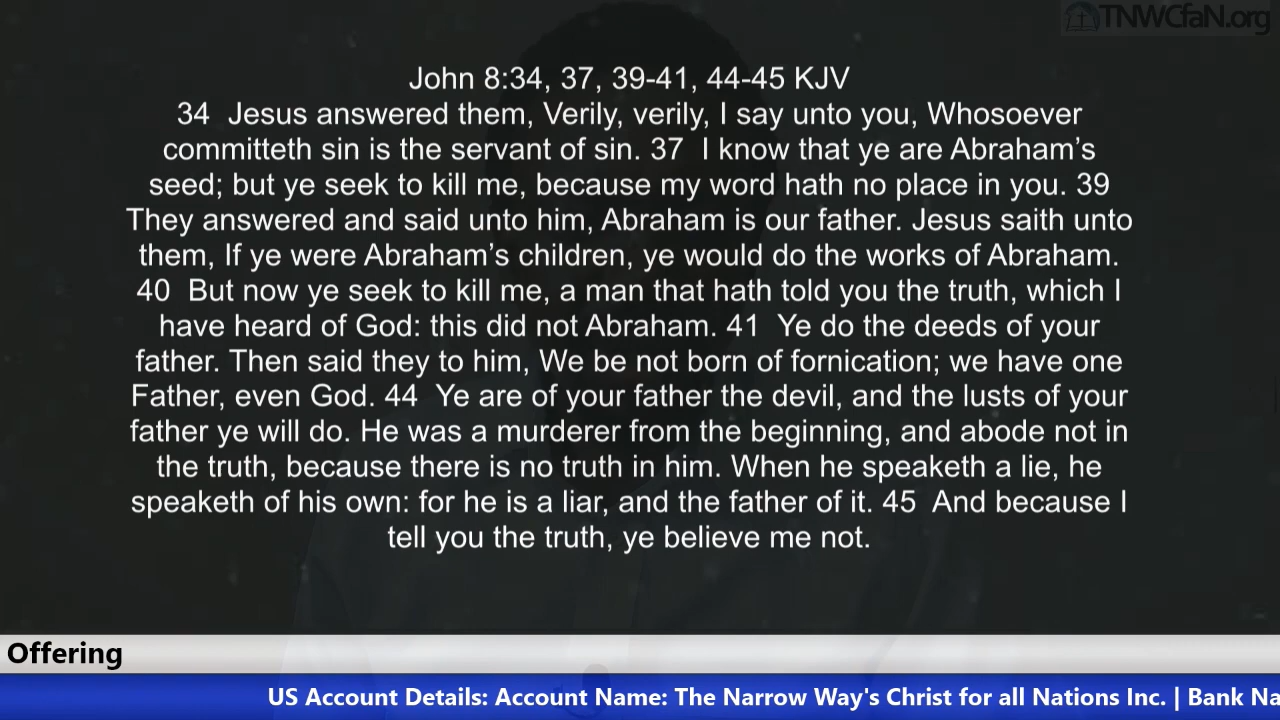 TNWCfaN.org
John 8:34, 37, 39-41, 44-45 KJV
34  Jesus answered them, Verily, verily, I say unto you, Whosoever
committeth sin is the servant of sin. 37  I know that ye are Abraham’s
seed; but ye seek to kill me, because my word hath no place in you. 39
They answered and said unto him, Abraham is our father. Jesus saith unto
them, If ye were Abraham’s children, ye would do the works of Abraham.
40  But now ye seek to kill me, a man that hath told you the truth, which I
have heard of God: this did not Abraham. 41  Ye do the deeds of your
father. Then said they to him, We be not born of fornication; we have one
Father, even God. 44  Ye are of your father the devil, and the lusts of your
father ye will do. He was a murderer from the beginning, and abode not in
the truth, because there is no truth in him. When he speaketh a lie, he
speaketh of his own: for he is a liar, and the father of it. 45  And because I
tell you the truth, ye believe me not.
Offering
US Account Details: Account Name: The Narrow Way's Christ for all Nations Inc. | Bank Na